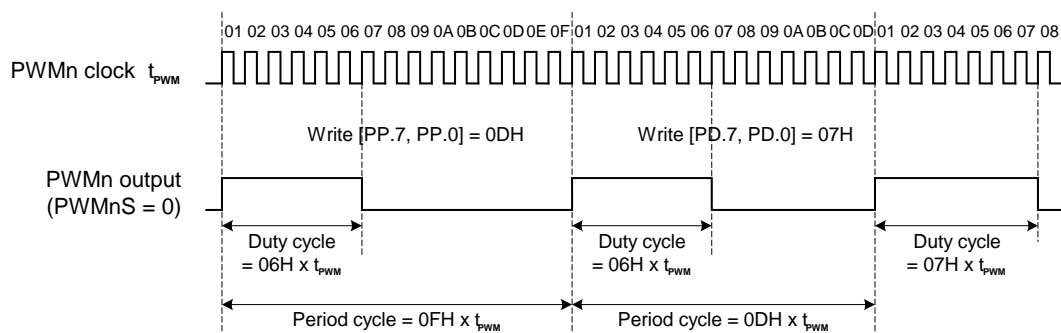 01 02 03 04 05 06 07 08 09 0A 0B 0C 0D 0E 0F 01 02 03 04 05 06 07 08 09 0A 0B 0C 0D 01 02 03 04 05 06 07 08
PWMn clock tPWM
Write [PP.7, PP.0] = 0DH
Write [PD.7, PD.0] = 07H
PWMn output
(PWMnS = 0)
Duty cycle
= 06H x tPWM
Duty cycle
= 06H x tPWM
Duty cycle
= 07H x tPWM
Period cycle = 0FH x tPWM
Period cycle = 0DH x tPWM